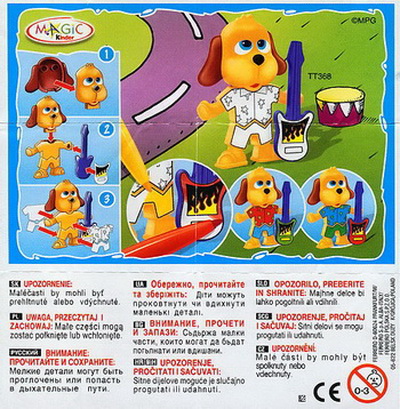 MAGIC
Kinder
©MPG
TT368
1
2
3
SK UPOZORNENIE:
Maléčasti by mohli byť
prehltnuté alebo vdýchnuté.
PL UWAGA, PRZECZYTAJ I
ZACHOWAJ: Małe części mogą
zostać połknięte lub wchłonięte.
РУССКИЙ ВНИМАНИЕ:
ПРОЧИТАЙТЕ И СОХРАНИТЕ:
Мелкие детали могут быть
проглочены или попасть в
дыхательные пути.
UA Обережно, прочитайте
та збережіть: Діти можуть
проковтнути чи вдихнути
маленькі деталі.
BG ВНИМАНИЕ, ПРОЧЕТИ
И ЗАПАЗИ: Съдържа малки
части, които могат да бъдат
погълнати или вдишани.
UPOZORENJE,
PROČITATI I SAČUVATI:
Sitne dijelove moguće je slučajno
progutati ili udahnuti.
SLO OPOZORILO, PREBERITE
IN SHRANITE: Majhne delce bi
lahko pogoltnili ali vdihnili.
SCG UPOZORENJE, PROČITAJ
I SAČUVAJ: Sitni delovi se mogu
progutati ili udahnuti.
CZ UPOZORNĚNÍ:
Malé části by mohly být
spolknuty nebo
vdechnuty.
CE
0-3